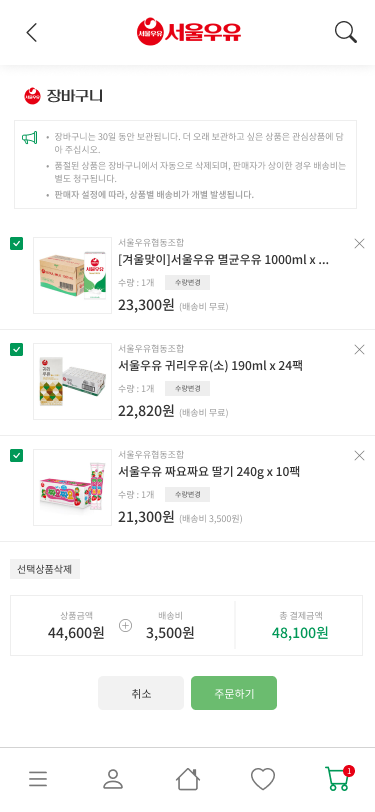 서울우유 서울우유
서울우유 장바구니
• 장바구니는 30일 동안 보관됩니다. 더 오래 보관하고 싶은 상품은 관심상품에 담
아 주십시오.
• 품절된 상품은 장바구니에서 자동으로 삭제되며, 판매자가 상이한 경우 배송비는
별도 청구됩니다.
• 판매자 설정에 따라, 상품별 배송비가 개별 발생됩니다.
서울우유협동조합
[겨울맞이]서울우유 멸균우유 1000ml x ...
수량 : 1개 수량변경
23,300원 (배송비 무료)
서울우유
서울우유협동조합
서울우유 귀리우유(소) 190ml x 24팩
수량 : 1개 수량변경
22,820원 (배송비 무료)
귀리
우유
서울우유협동조합
서울우유 짜요짜요 딸기 240g x 10팩
수량 : 1개 수량변경
21,300원 (배송비 3,500원)
선택상품삭제
상품금액 배송비 총 결제금액
44,600원 3,500원 48,100원
취소 주문하기
1